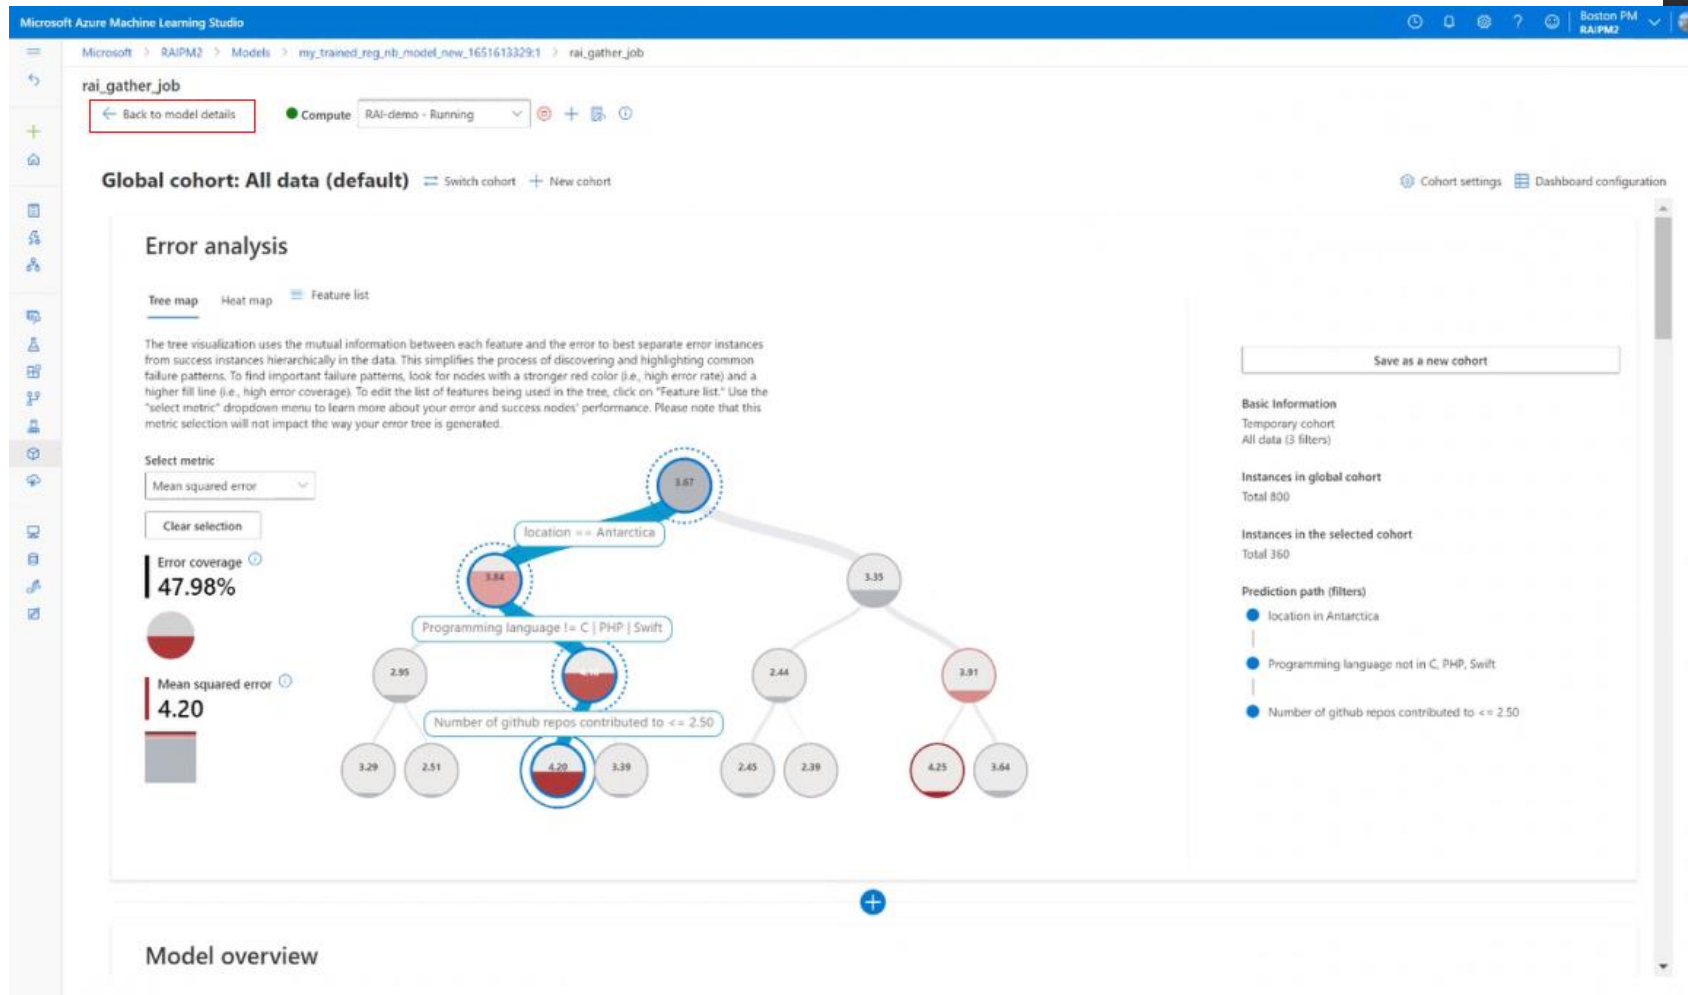 Microsoft Azure Machine Learning Studio
Boston PM
RAIPM2
Microsoft > RAIPM2 > Models > my_trained_reg_nb_model_new_1651613329:1 > rai_gather_job
rai_gather_job
Back to model details
Compute
RAI-demo - Running
Global cohort: All data (default)
Switch cohort
New cohort
Cohort settings
Dashboard configuration
Error analysis
Tree map
Heat map
Feature list
The tree visualization uses the mutual information between each feature and the error to best separate error instances
from success instances hierarchically in the data. This simplifies the process of discovering and highlighting common
failure patterns. To find important failure patterns, look for nodes with a stronger red color (i.e., high error rate) and a
higher fill line (i.e., high error coverage). To edit the list of features being used in the tree, click on "Feature list." Use the
"select metric" dropdown menu to learn more about your error and success nodes' performance. Please note that this
metric selection will not impact the way your error tree is generated.
Select metric
Mean squared error
Clear selection
Error coverage
47.98%
Mean squared error
4.20
3.67
location == Antarctica
3.84
3.35
Programming language != C | PHP | Swift
2.95
2.44
3.91
Number of github repos contributed to <= 2.50
3.29
2.51
4.20
3.39
2.45
2.39
4.25
3.64
Save as a new cohort
Basic Information
Temporary cohort
All data (3 filters)
Instances in global cohort
Total 800
Instances in the selected cohort
Total 360
Prediction path (filters)
location in Antarctica
Programming language not in C, PHP, Swift
Number of github repos contributed to <= 2.50
Model overview